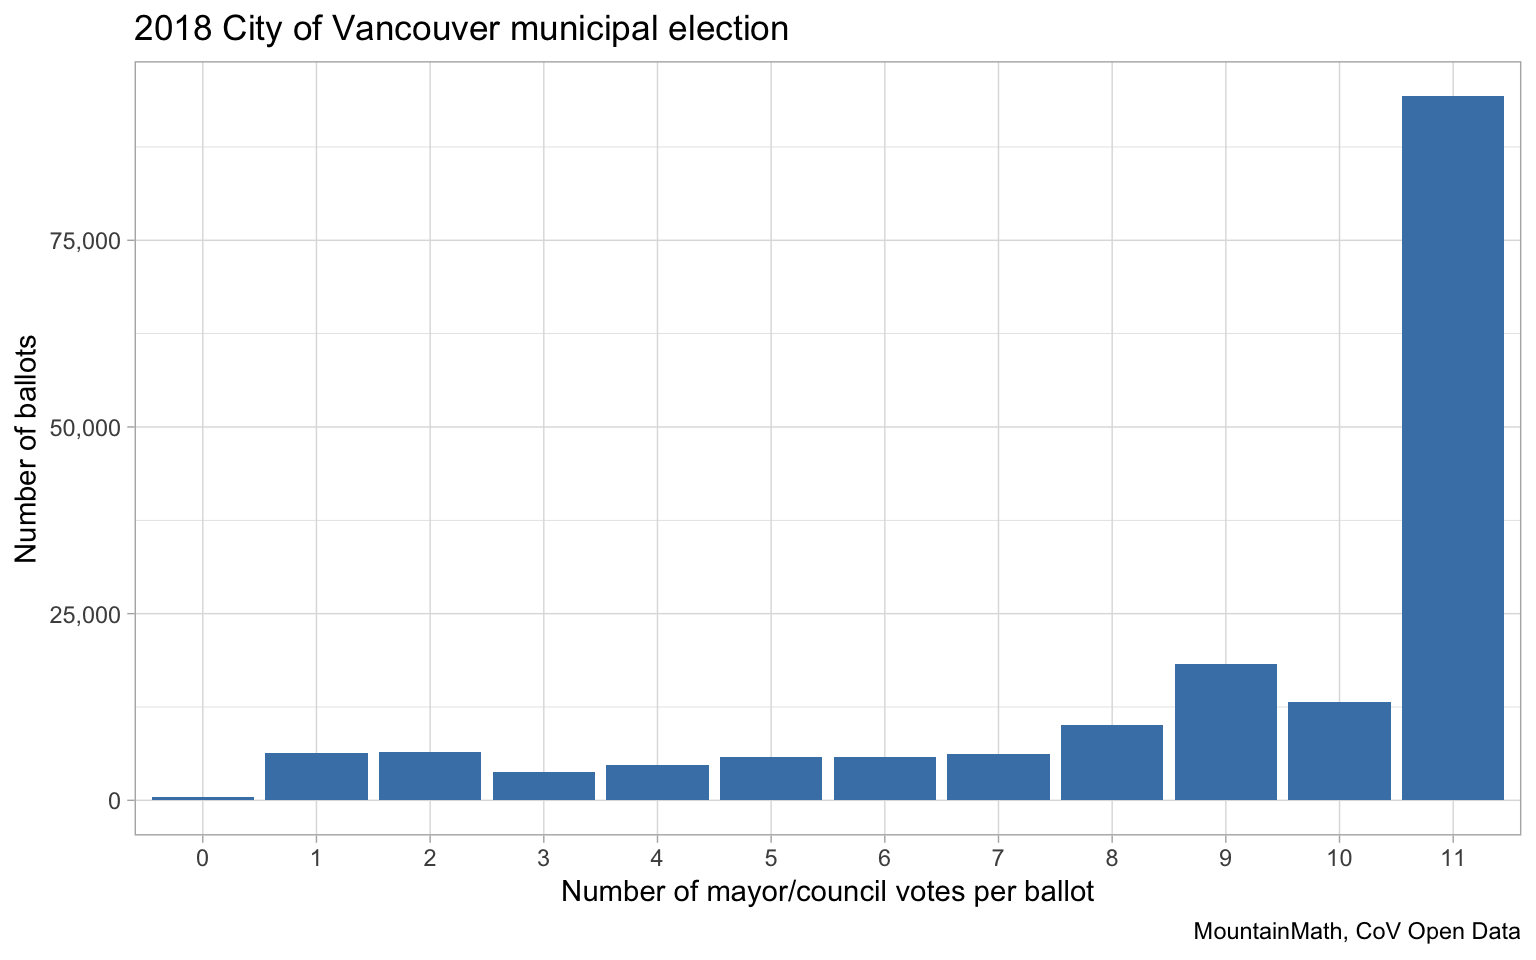 2018 City of Vancouver municipal election
Number of ballots
75,000
50,000
25,000
0
0 1 2 3 4 5 6 7 8 9 10 11
Number of mayor/council votes per ballot
MountainMath, CoV Open Data